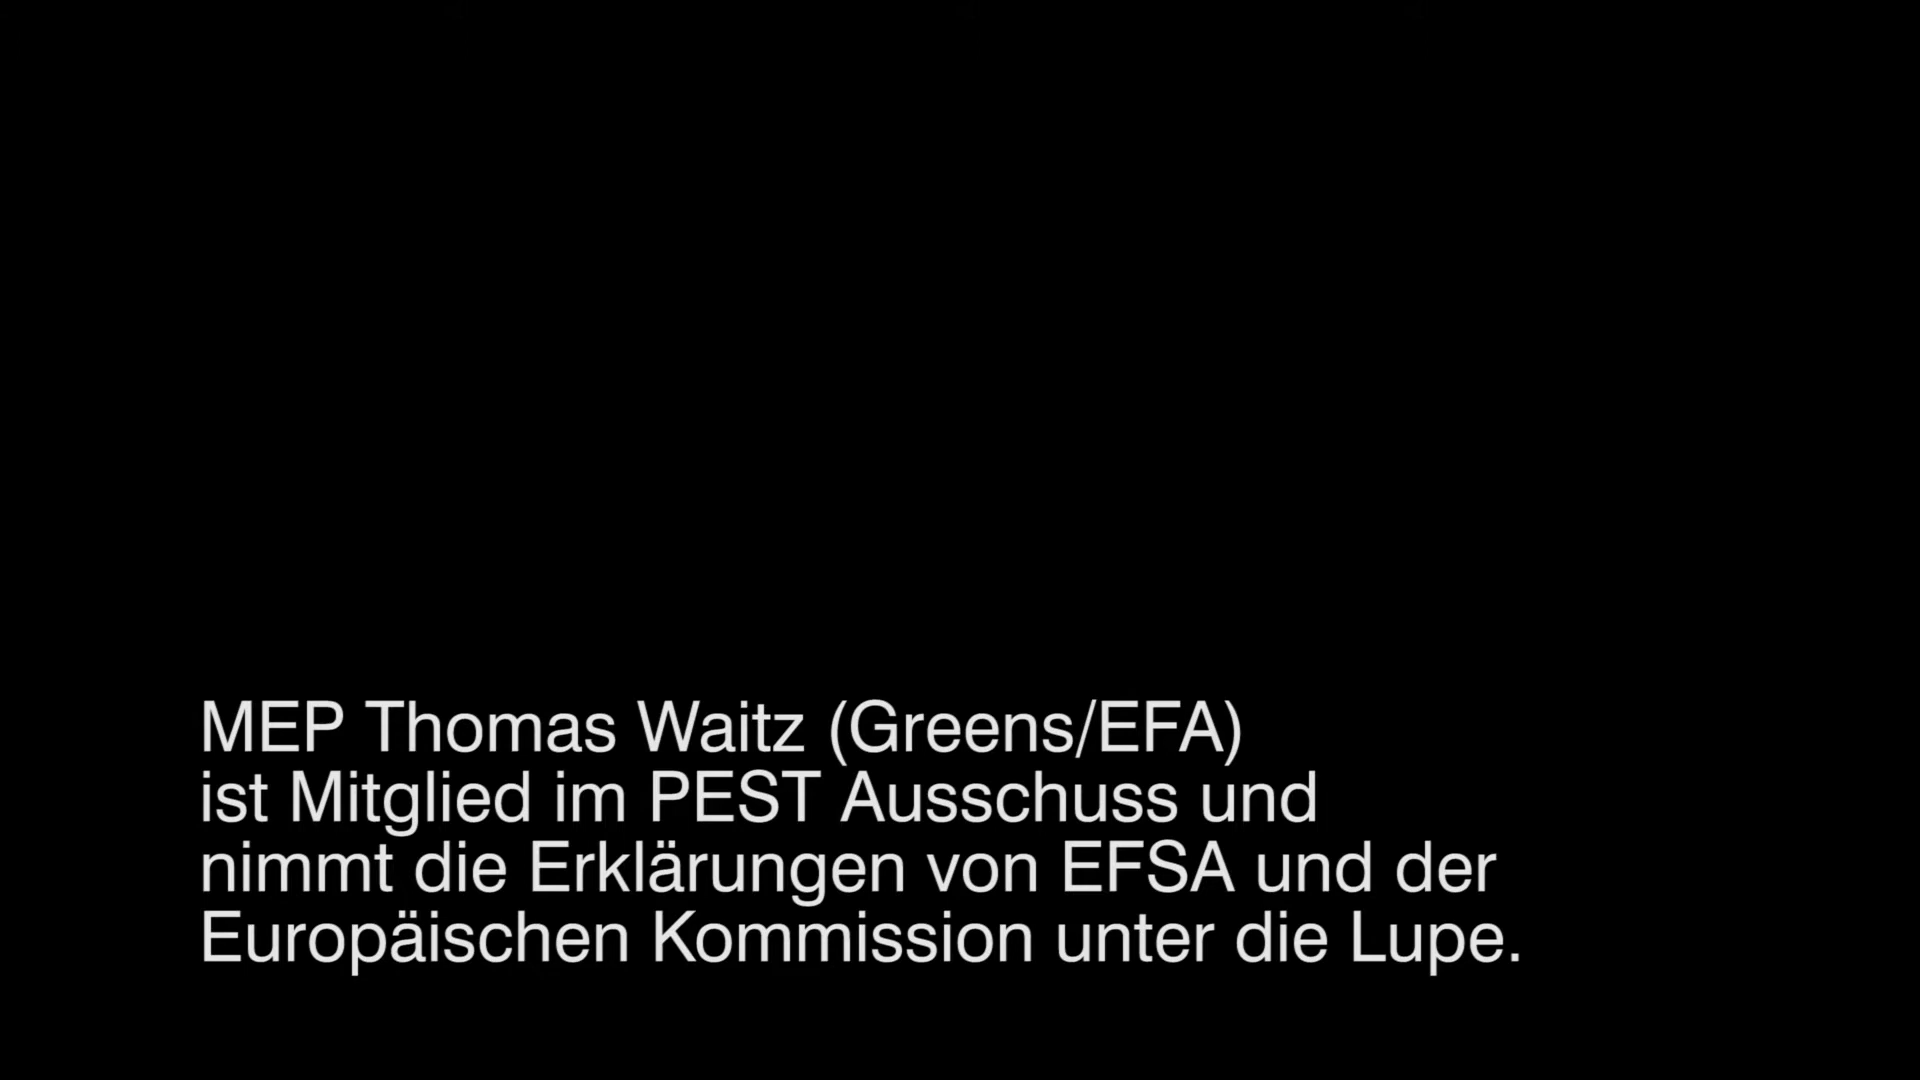 MEP Thomas Waitz (Greens/EFA)
ist Mitglied im PEST Ausschuss und
nimmt die Erklärungen von EFSA und der
Europäischen Kommission unter die Lupe.